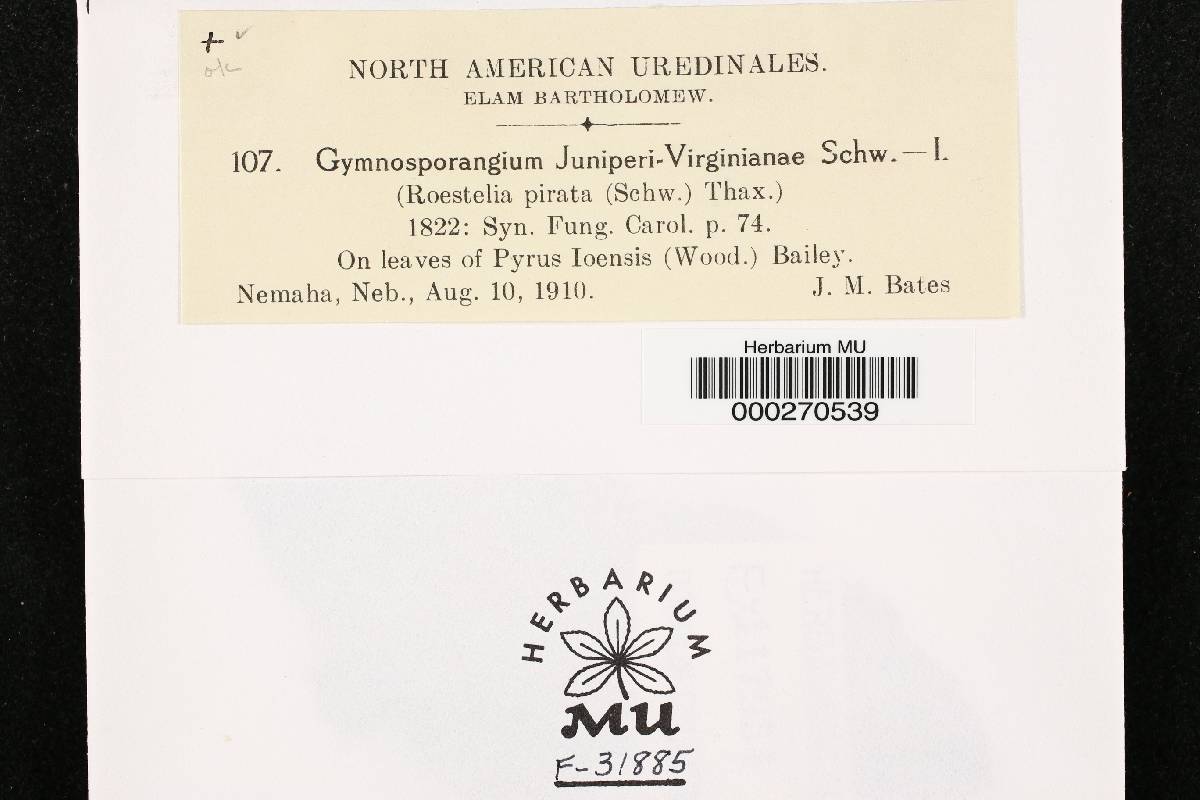 + ✓
ok
NORTH AMERICAN UREDINALES.
ELAM BARTHOLOMEW.
107. Gymnosporangium Juniperi-Virginianae Schw. — I.
(Roestelia pirata (Schw.) Thax.)
1822: Syn. Fung. Carol. p. 74.
On leaves of Pyrus Ioensis (Wood.) Bailey.
Nemaha, Neb., Aug. 10, 1910. J. M. Bates
Herbarium MU
000270539
HERBARIUM
MU
F-31885